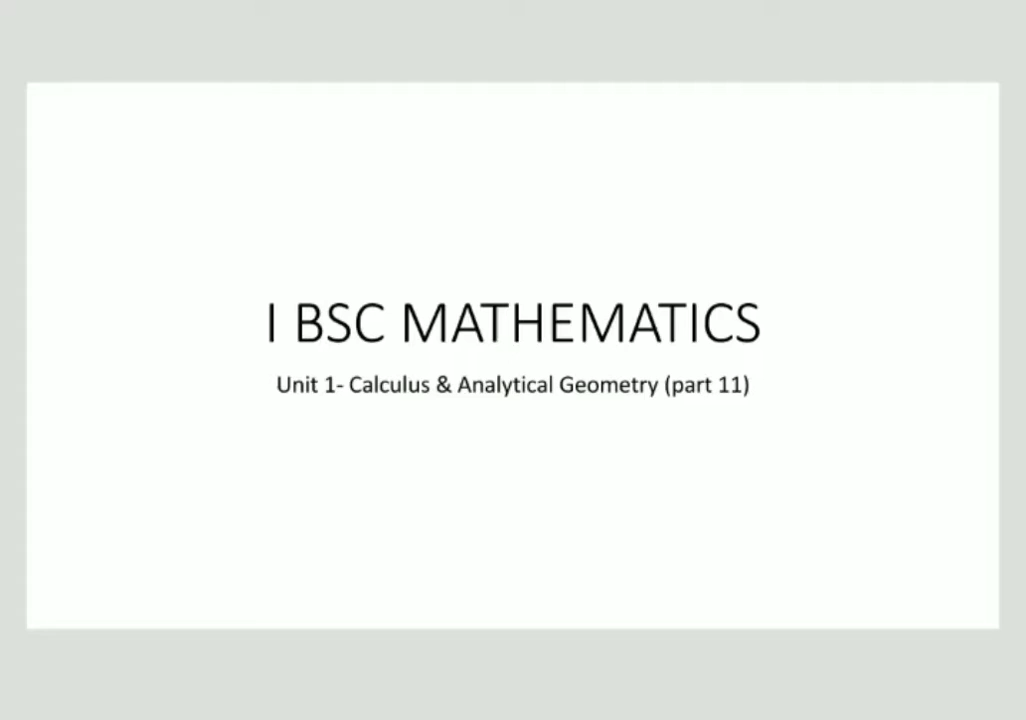 I BSC MATHEMATICS
Unit 1- Calculus & Analytical Geometry (part 11)